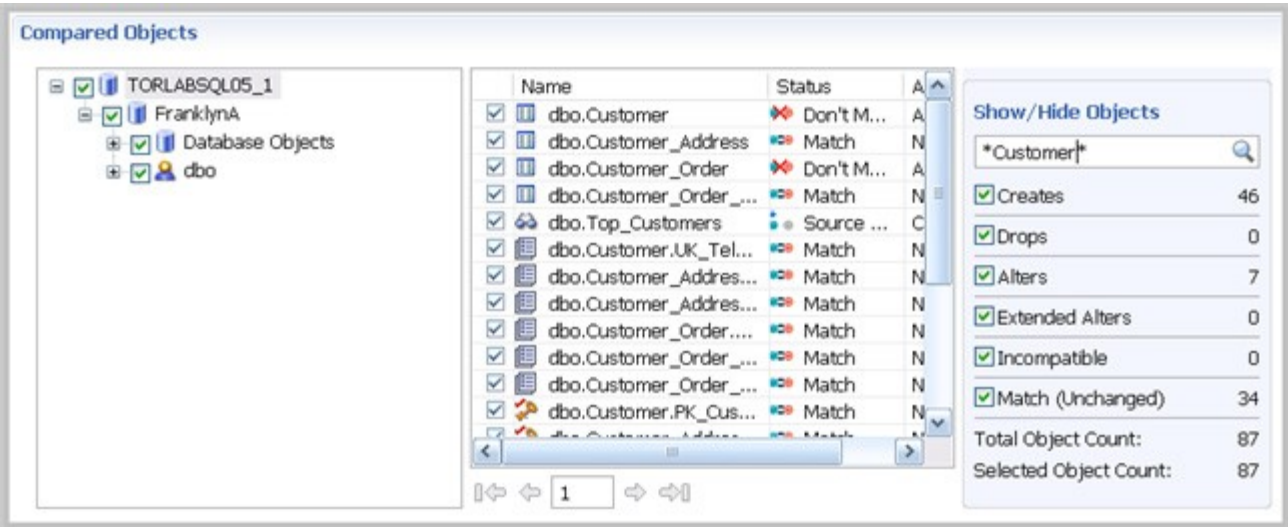 Compared Objects
TORLABSQL05_1
FranklynA
Database Objects
dbo
Name Status A
dbo.Customer Don't M... A
dbo.Customer_Address Match N
dbo.Customer_Order Don't M... A
dbo.Customer_Order_... Match N
dbo.Top_Customers Source ... C
dbo.Customer.UK_Tel... Match N
dbo.Customer_Addres... Match N
dbo.Customer_Addres... Match N
dbo.Customer_Order.... Match N
dbo.Customer_Order_... Match N
dbo.Customer_Order_... Match N
dbo.Customer.PK_Cus... Match N
1
Show/Hide Objects
*Customer*
Creates 46
Drops 0
Alters 7
Extended Alters 0
Incompatible 0
Match (Unchanged) 34
Total Object Count: 87
Selected Object Count: 87